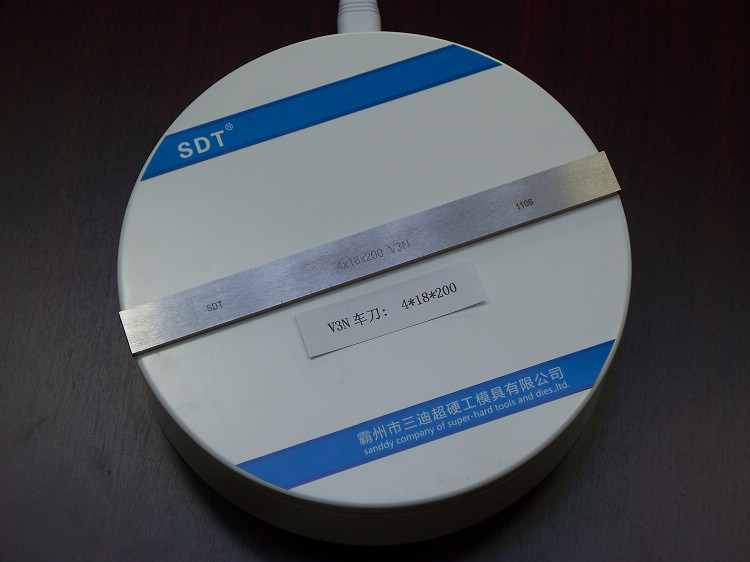 SDT®
1106
4x18x200 V3N
SDT
V3N 车刀: 4*18*200
霸州市三迪超硬工模具有限公司
sanddy company of super-hard tools and dies.,ltd.